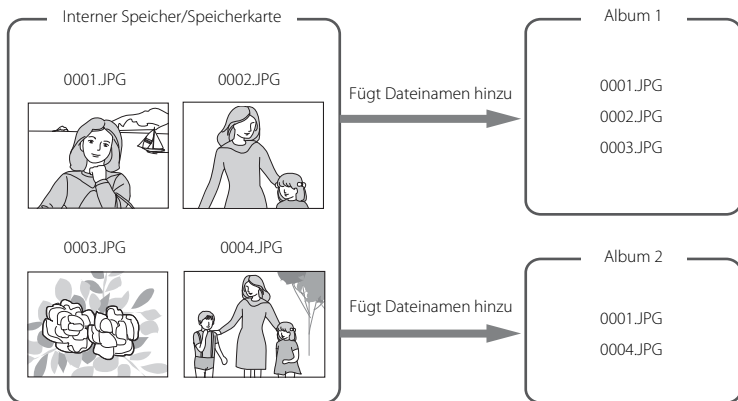 Interner Speicher/Speicherkarte
0001.JPG
0002.JPG
0003.JPG
0004.JPG
Fügt Dateinamen hinzu
Album 1
0001.JPG
0002.JPG
0003.JPG
Fügt Dateinamen hinzu
Album 2
0001.JPG
0004.JPG